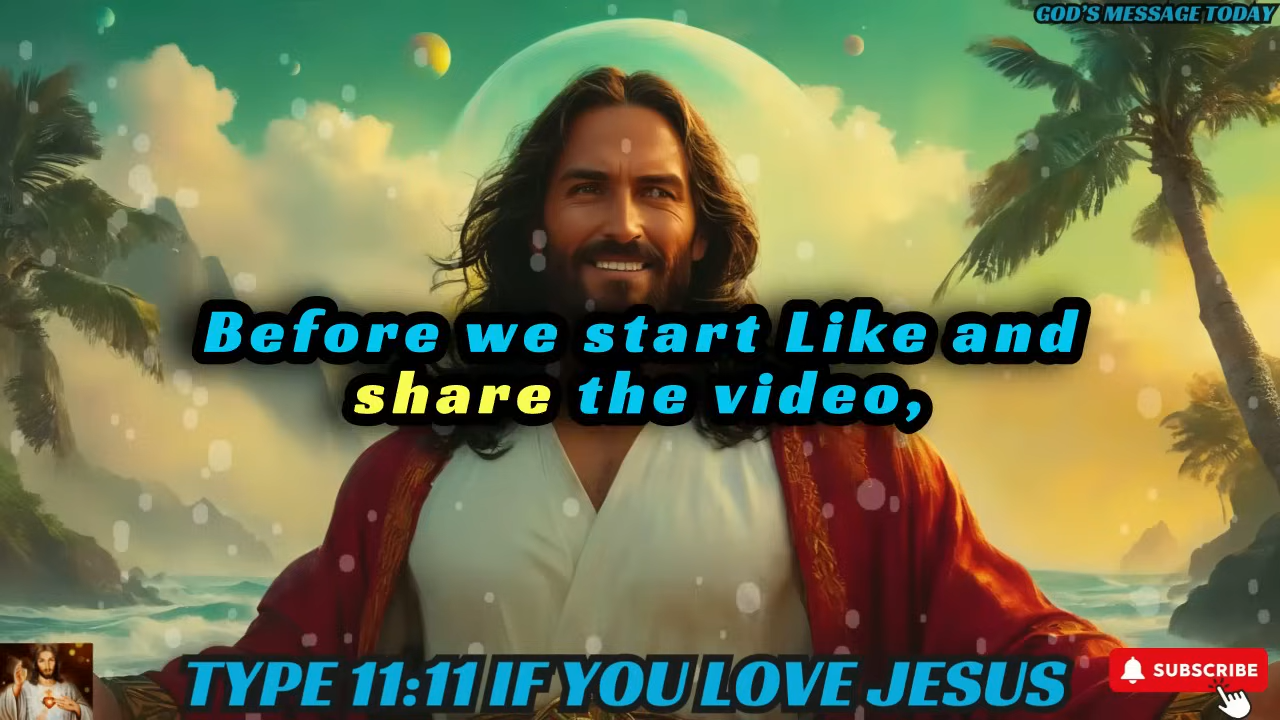 GOD'S MESSAGE TODAY
Before we start Like and
share the video,
TYPE 11:11 IF YOU LOVE JESUS
SUBSCRIBE